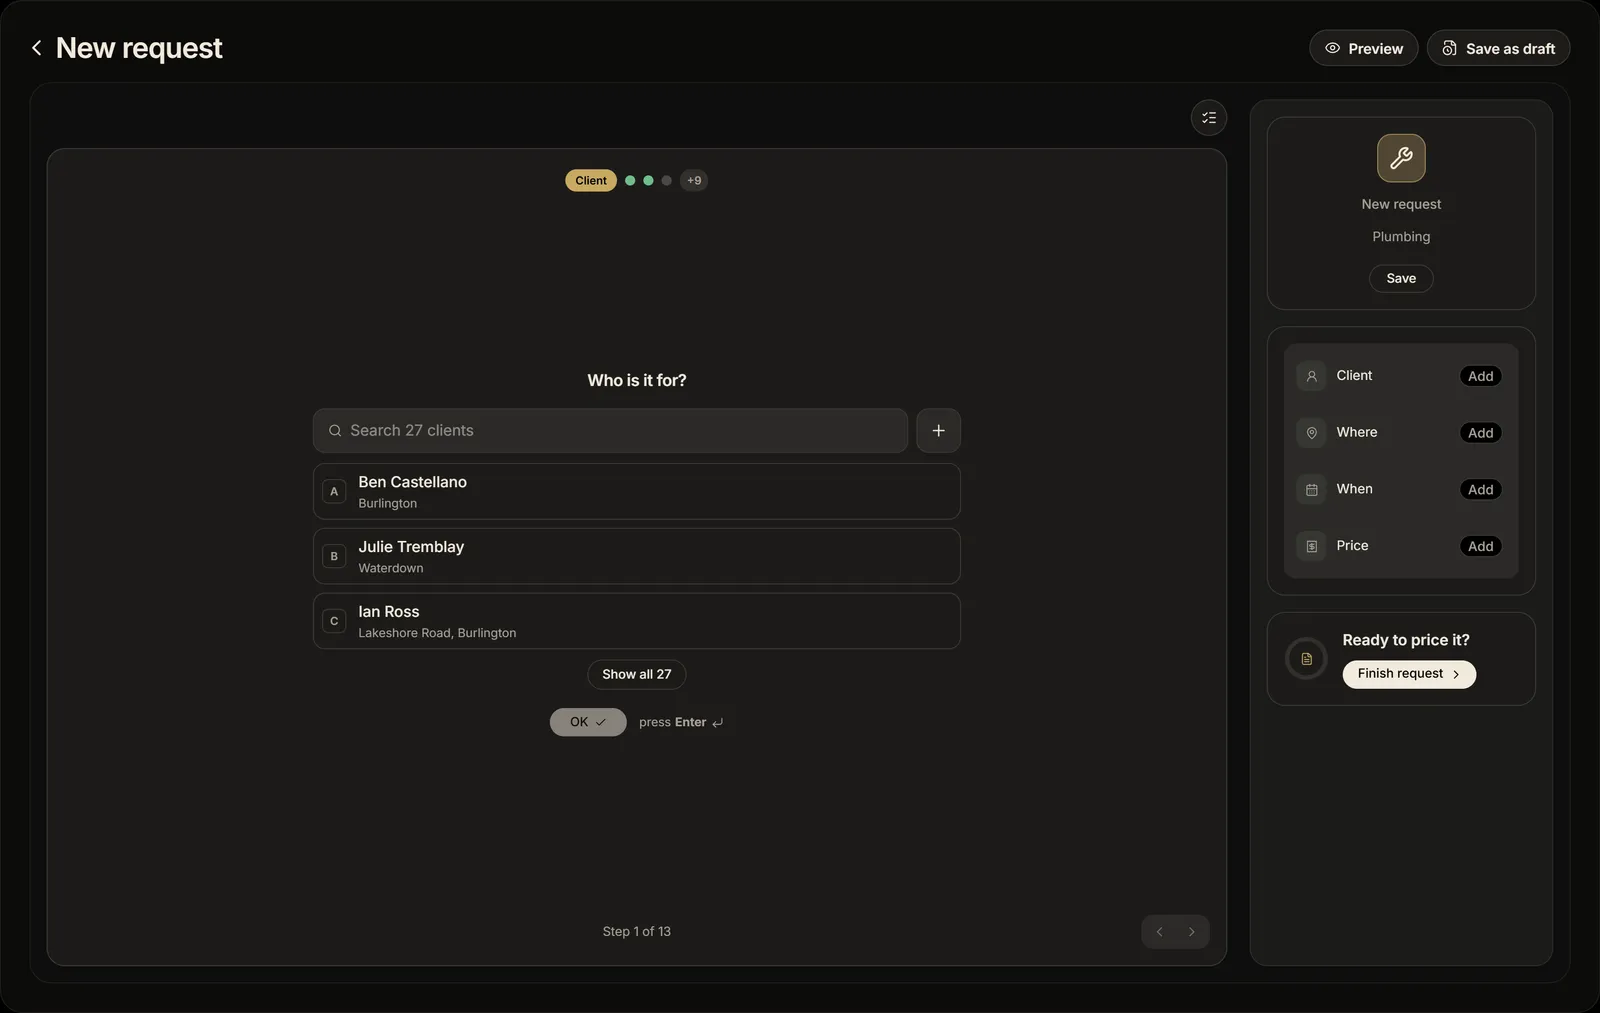 New request
Preview
Save as draft
Client
+9
Who is it for?
Search 27 clients
A
Ben Castellano
Burlington
B
Julie Tremblay
Waterdown
C
Ian Ross
Lakeshore Road, Burlington
Show all 27
OK
press Enter
Step 1 of 13
New request
Plumbing
Save
Client
Add
Where
Add
When
Add
Price
Add
Ready to price it?
Finish request